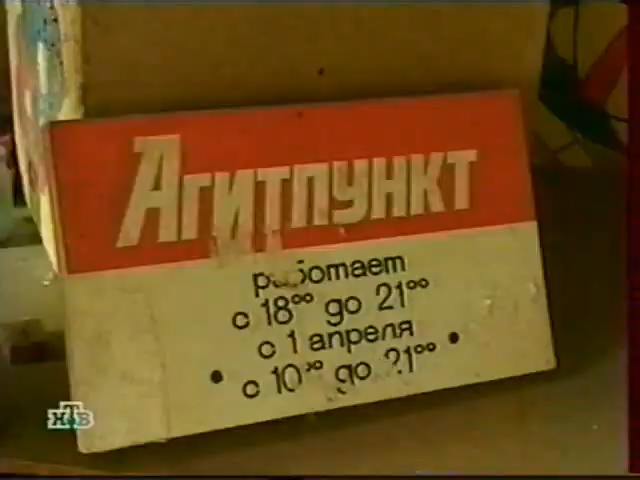 Агитпункт
работает
с 18⁰⁰ до 21⁰⁰
с 1 апреля
• с 10⁰⁰ до 21⁰⁰ •
НТВ